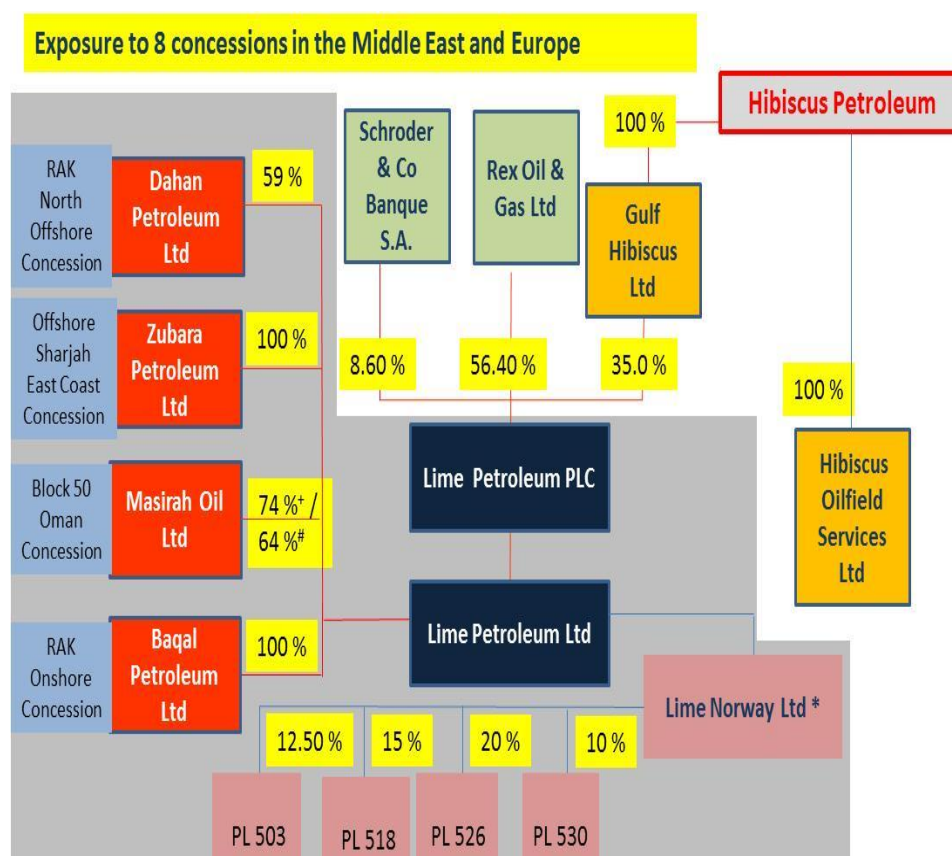 Exposure to 8 concessions in the Middle East and Europe
Hibiscus Petroleum
100 %
Schroder
& Co
Banque
S.A.
Rex Oil &
Gas Ltd
Gulf
Hibiscus
Ltd
RAK
North
Offshore
Concession
Dahan
Petroleum
Ltd
59 %
Offshore
Sharjah
East Coast
Concession
Zubara
Petroleum
Ltd
100 %
8.60 %
56.40 %
35.0 %
100 %
Block 50
Oman
Concession
Masirah Oil
Ltd
74 %+ /
64 %#
Lime Petroleum PLC
Hibiscus
Oilfield
Services
Ltd
RAK
Onshore
Concession
Baqal
Petroleum
Ltd
100 %
Lime Petroleum Ltd
Lime Norway Ltd *
12.50 %
15 %
20 %
10 %
PL 503
PL 518
PL 526
PL 530